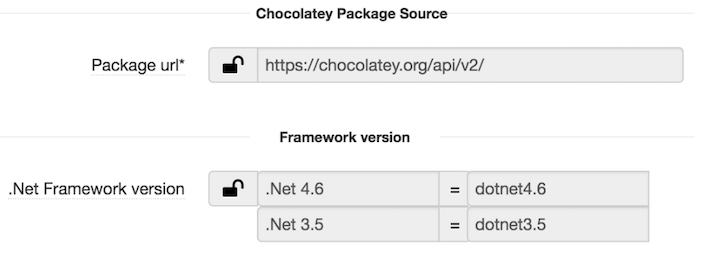 Chocolatey Package Source
Package url* https://chocolatey.org/api/v2/
Framework version
.Net Framework version .Net 4.6 = dotnet4.6
.Net 3.5 = dotnet3.5